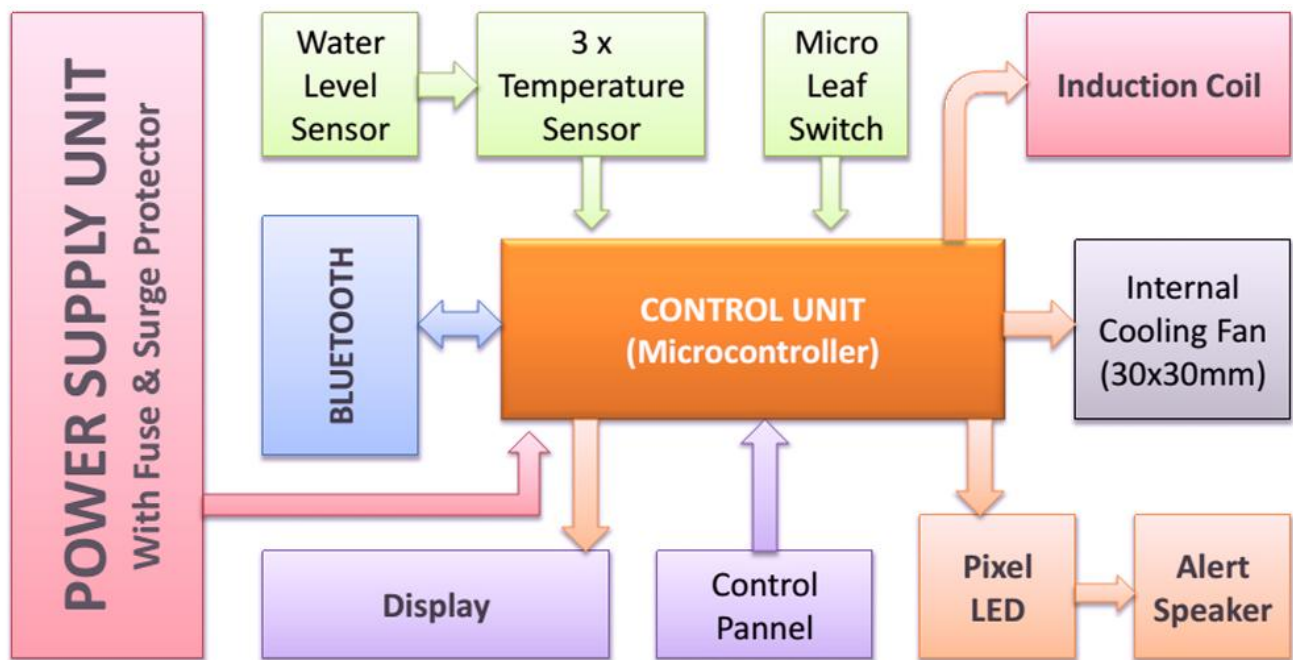 POWER SUPPLY UNIT
With Fuse & Surge Protector
Water
Level
Sensor
3 x
Temperature
Sensor
Micro
Leaf
Switch
Induction Coil
BLUETOOTH
CONTROL UNIT
(Microcontroller)
Internal
Cooling Fan
(30x30mm)
Display
Control
Pannel
Pixel
LED
Alert
Speaker